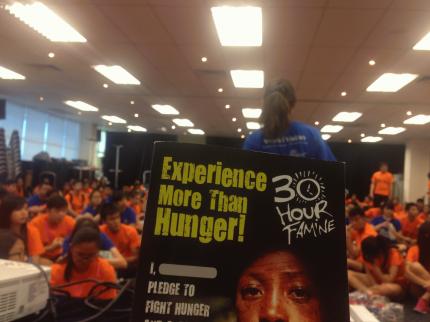 Experience
More Than
Hunger!
30
HOUR
FAMINE
I,
PLEDGE TO
FIGHT HUNGER